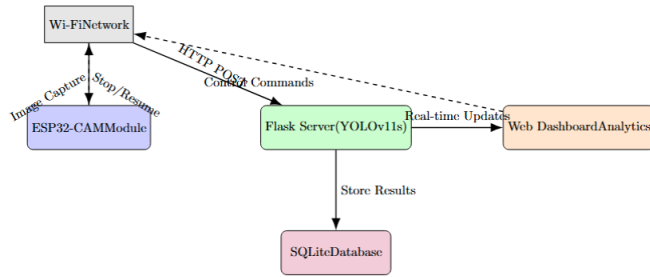 Wi-FiNetwork
HTTP POST
Control Commands
Image Capture
Stop/Resume
ESP32-CAMModule
Flask Server(YOLOv11s)
Real-time Updates
Web DashboardAnalytics
Store Results
SQLiteDatabase